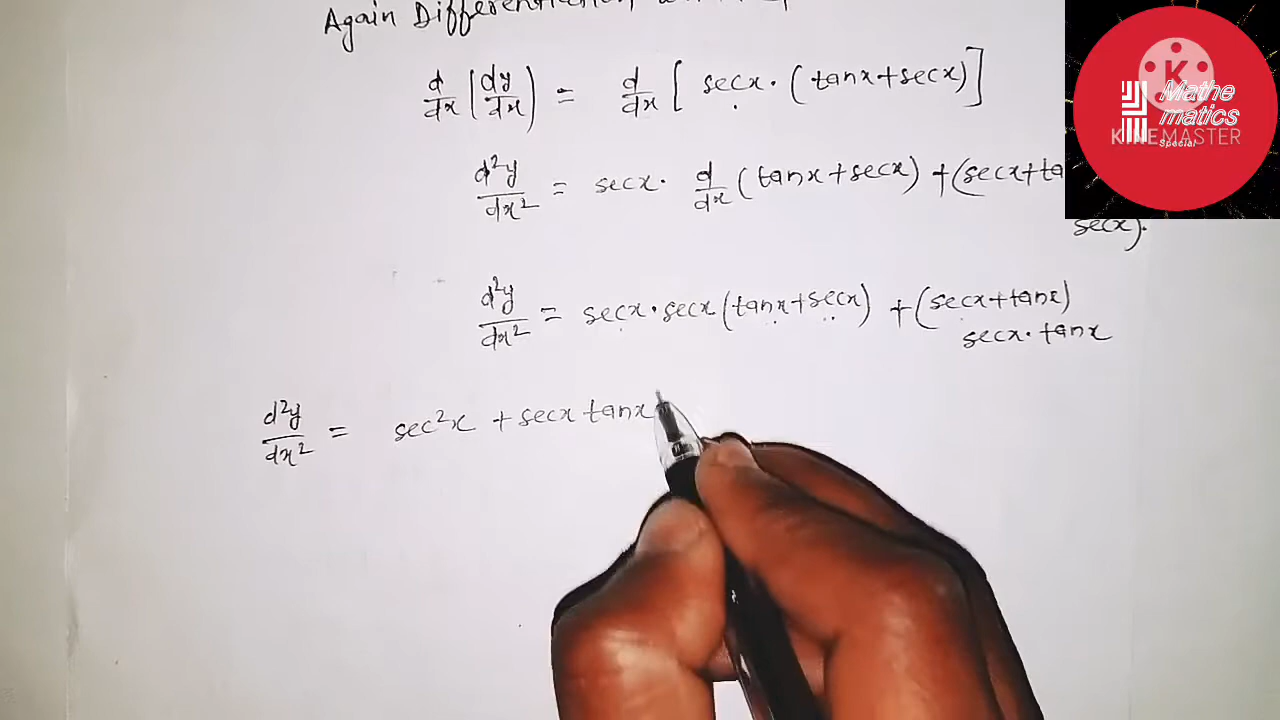 Again Differentiation
d/dx (dy/dx) = d/dx [secx · (tanx+secx)]
d²y/dx² = secx · d/dx (tanx+secx) + (secx+ta
secx).
d²y/dx² = secx · secx (tanx+secx) + (secx+tanx)
secx · tanx
d²y/dx² = sec²x + secx tanx
K
Mathe
matics
KINEMASTER
Special